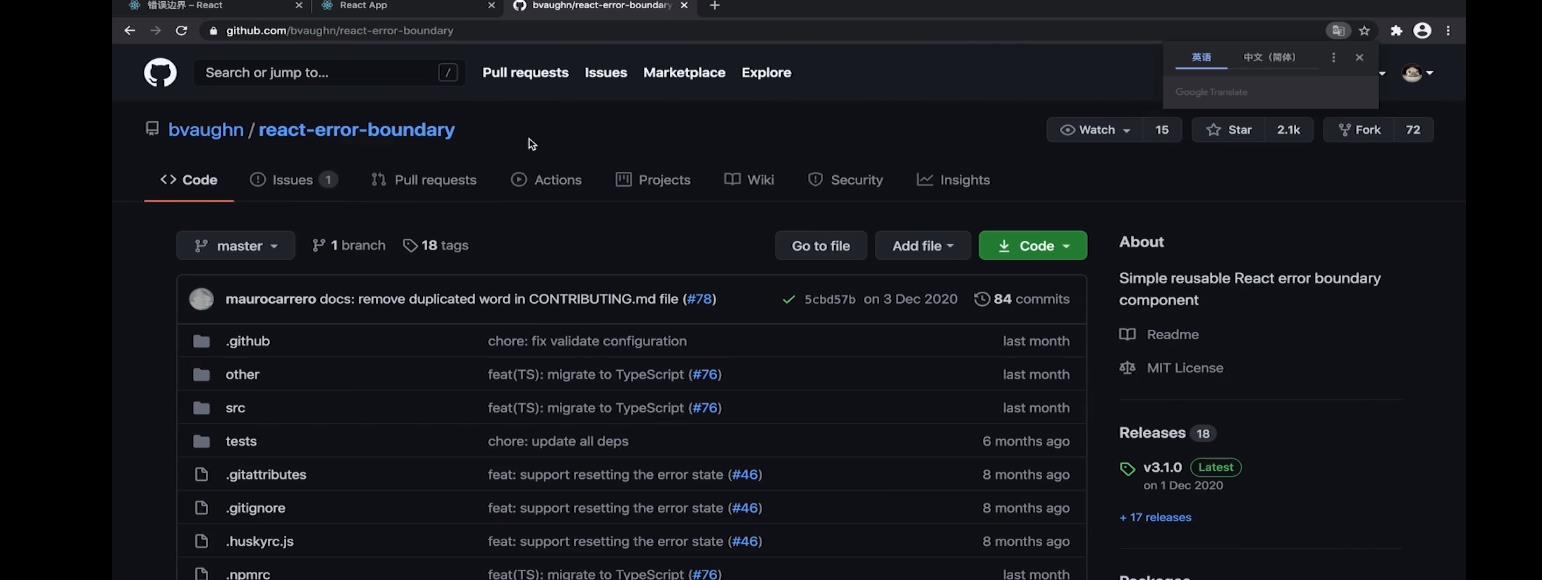 错误边界 – React
React App
bvaughn/react-error-boundary
github.com/bvaughn/react-error-boundary
英语 中文（简体）
Google Translate
Search or jump to... /
Pull requests Issues Marketplace Explore
bvaughn / react-error-boundary
Watch 15 Star 2.1k Fork 72
Code Issues 1 Pull requests Actions Projects Wiki Security Insights
master 1 branch 18 tags Go to file Add file Code
maurocarrero docs: remove duplicated word in CONTRIBUTING.md file (#78) 5cbd57b on 3 Dec 2020 84 commits
.github chore: fix validate configuration last month
other feat(TS): migrate to TypeScript (#76) last month
src feat(TS): migrate to TypeScript (#76) last month
tests chore: update all deps 6 months ago
.gitattributes feat: support resetting the error state (#46) 8 months ago
.gitignore feat: support resetting the error state (#46) 8 months ago
.huskyrc.js feat: support resetting the error state (#46) 8 months ago
.npmrc feat(TS): migrate to TypeScript (#76) last month
About
Simple reusable React error boundary
component
Readme
MIT License
Releases 18
v3.1.0 Latest
on 1 Dec 2020
+ 17 releases
Packages